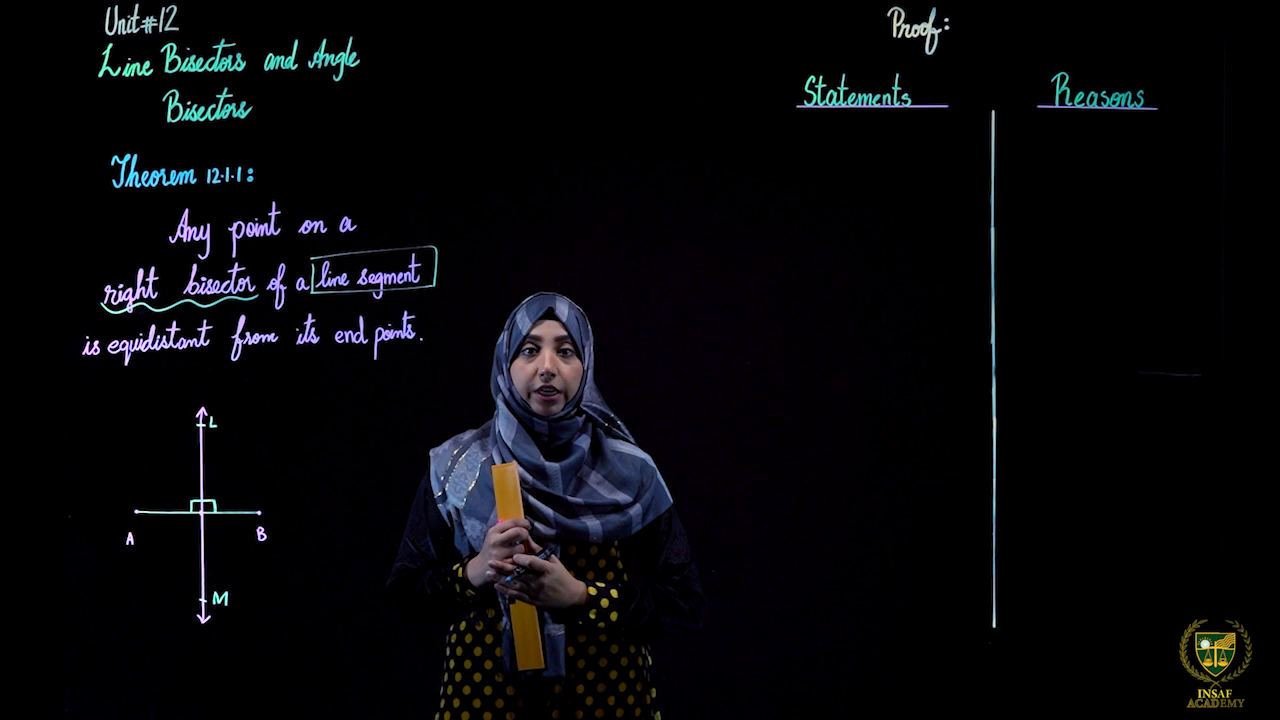 Unit#12
Line Bisectors and Angle
Bisectors
Theorem 12.1.1:
Any point on a
right bisector of a line segment
is equidistant from its end points.
L
A
B
M
Proof:
Statements
Reasons
INSAF
ACADEMY